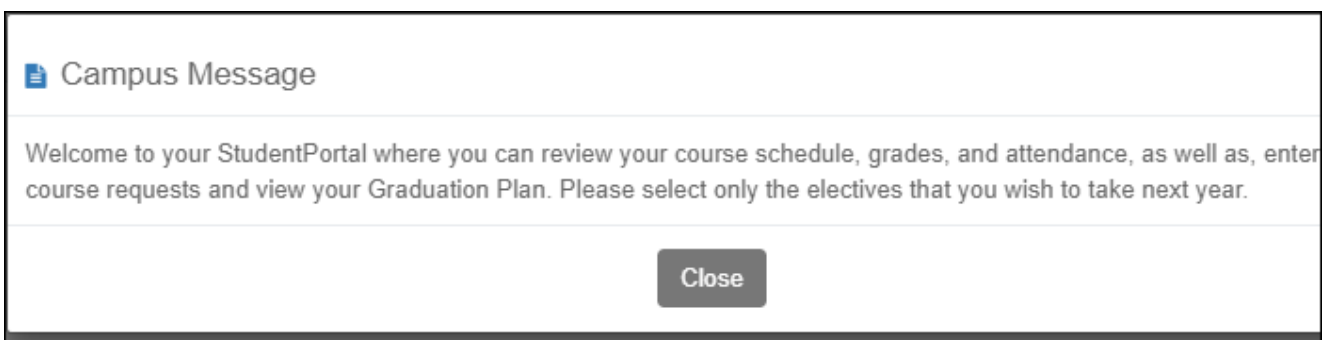 Campus Message
Welcome to your StudentPortal where you can review your course schedule, grades, and attendance, as well as, enter
course requests and view your Graduation Plan. Please select only the electives that you wish to take next year.
Close